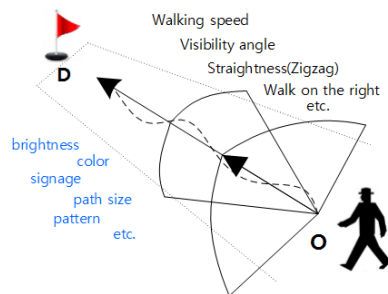 Walking speed
Visibility angle
Straightness(Zigzag)
Walk on the right
etc.
D
brightness
color
signage
path size
pattern
etc.
O